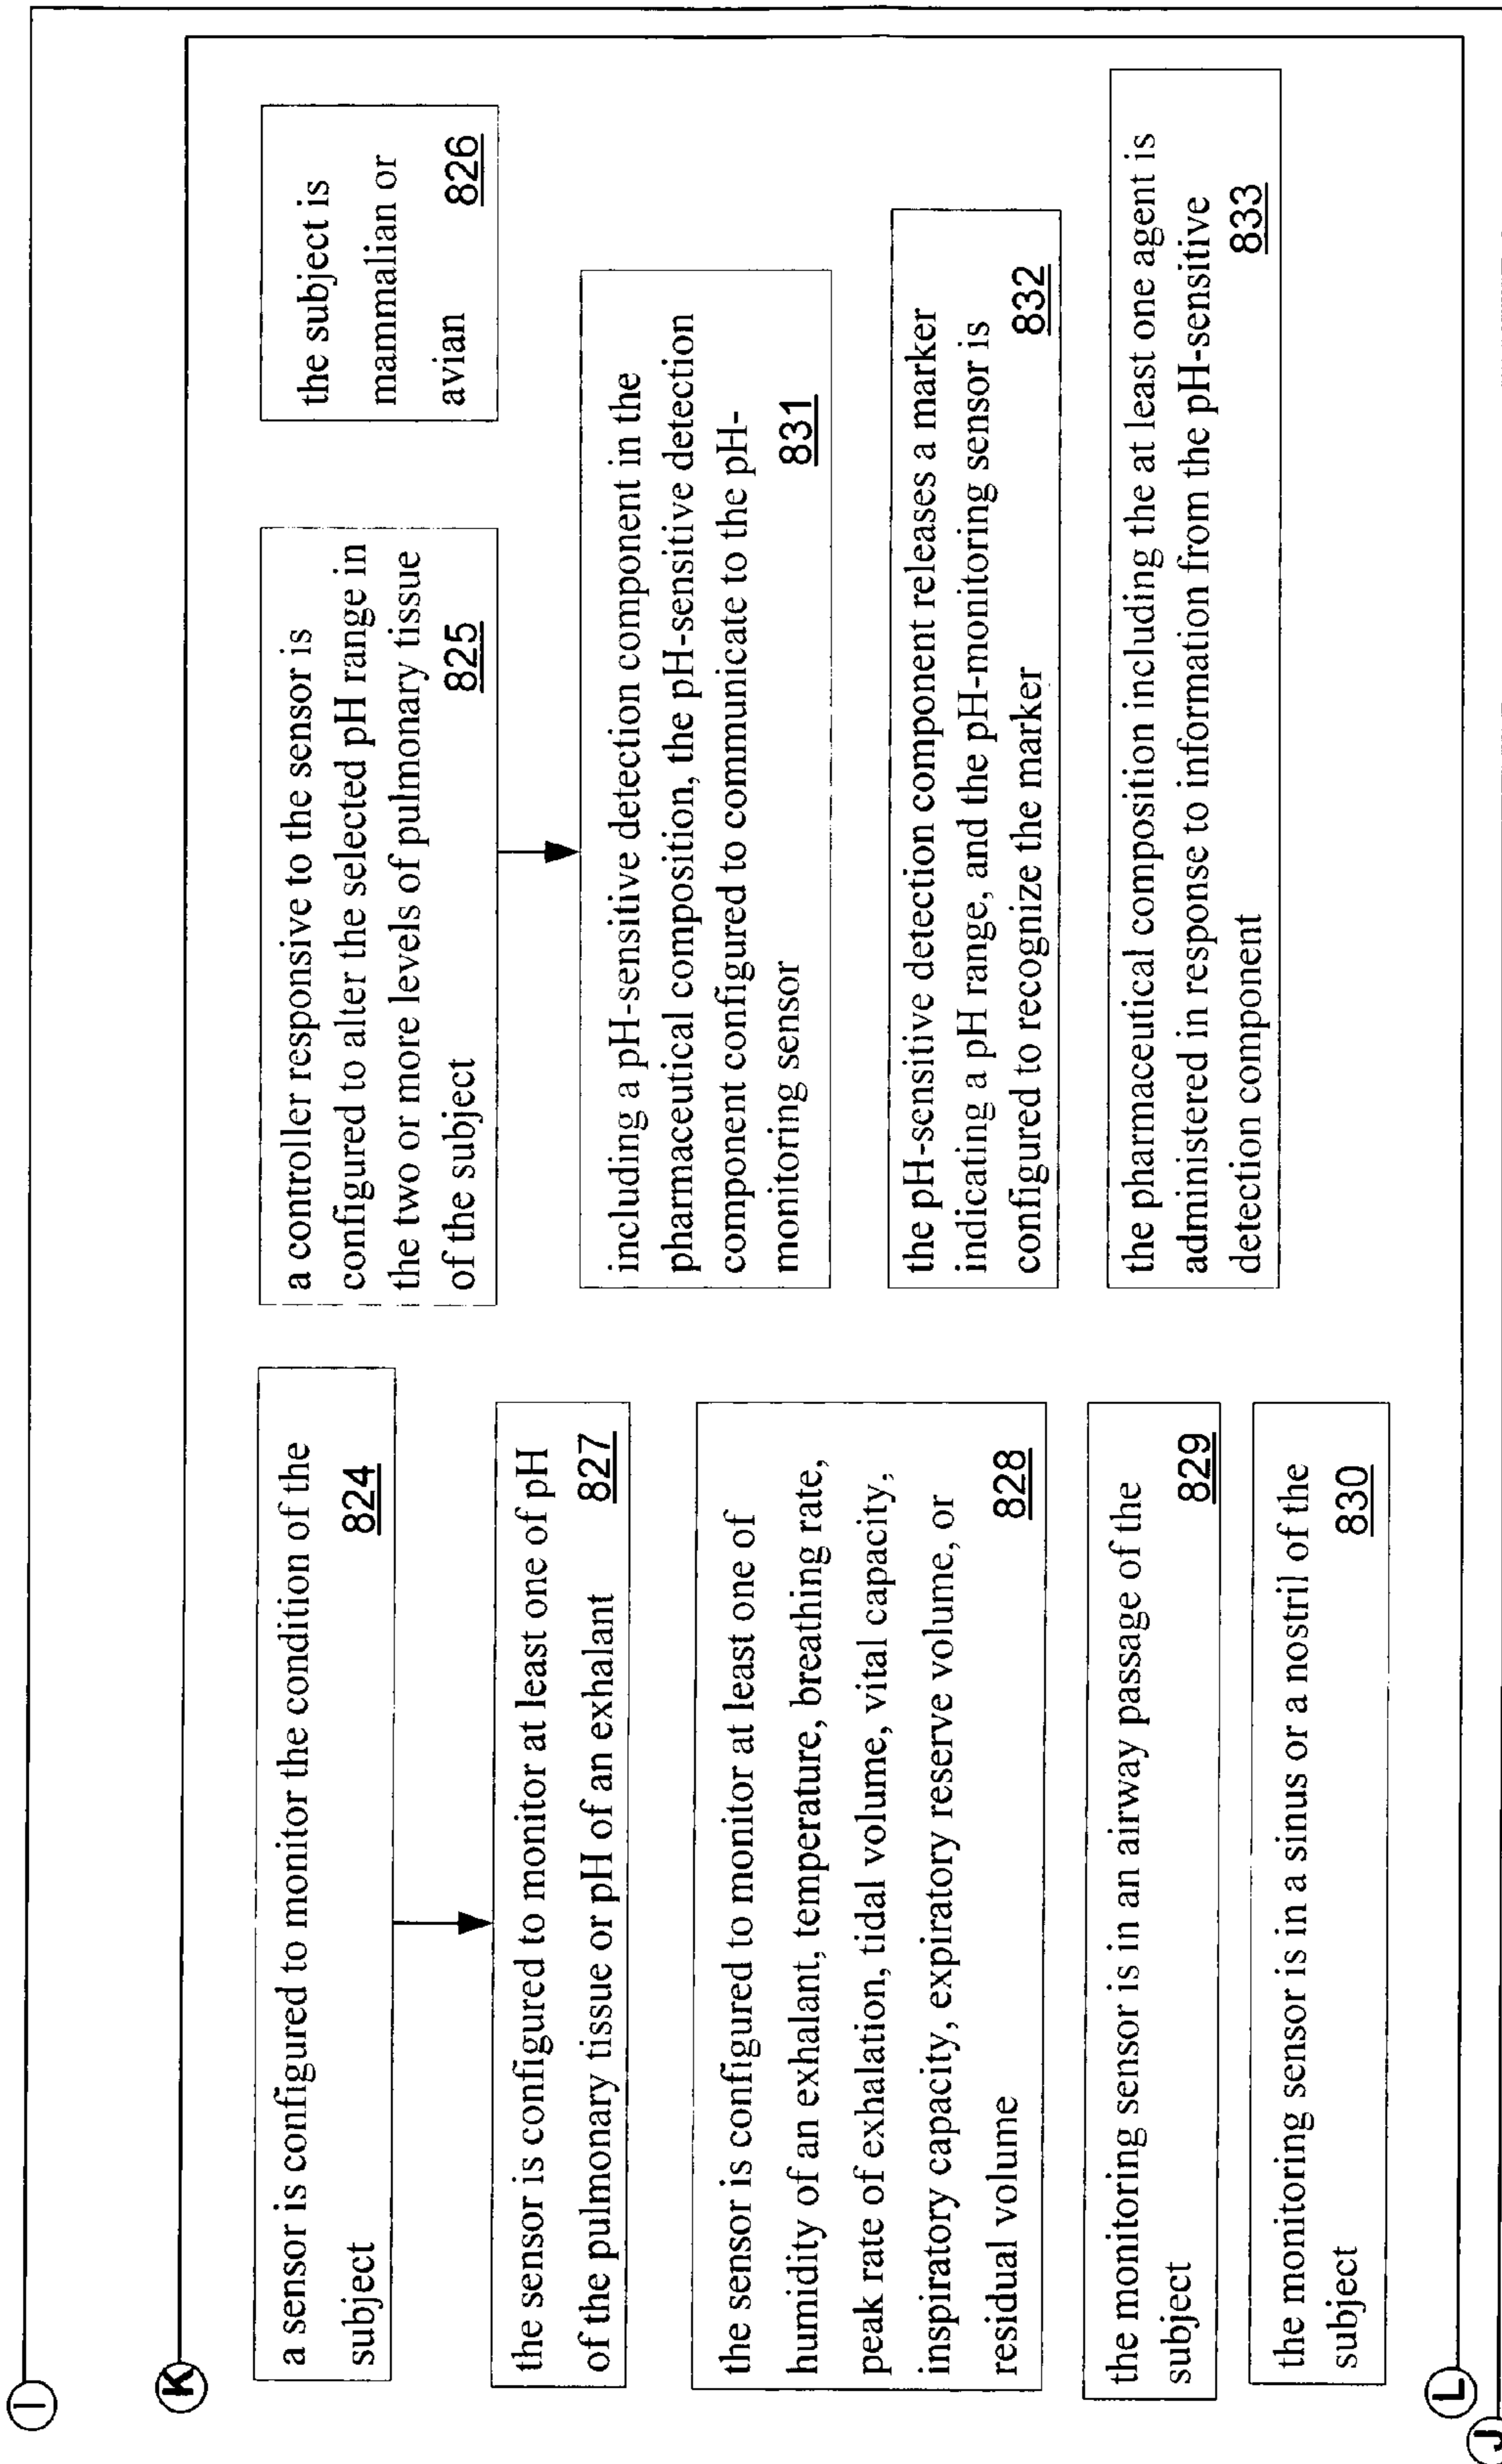 I
K
a sensor is configured to monitor the condition of the
subject 824
the sensor is configured to monitor at least one of pH
of the pulmonary tissue or pH of an exhalant 827
the sensor is configured to monitor at least one of
humidity of an exhalant, temperature, breathing rate,
peak rate of exhalation, tidal volume, vital capacity,
inspiratory capacity, expiratory reserve volume, or
residual volume 828
the monitoring sensor is in an airway passage of the
subject 829
the monitoring sensor is in a sinus or a nostril of the
subject 830
a controller responsive to the sensor is
configured to alter the selected pH range in
the two or more levels of pulmonary tissue
of the subject 825
the subject is
mammalian or
avian 826
including a pH-sensitive detection component in the
pharmaceutical composition, the pH-sensitive detection
component configured to communicate to the pH-
monitoring sensor 831
the pH-sensitive detection component releases a marker
indicating a pH range, and the pH-monitoring sensor is
configured to recognize the marker 832
the pharmaceutical composition including the at least one agent is
administered in response to information from the pH-sensitive
detection component 833
L
J